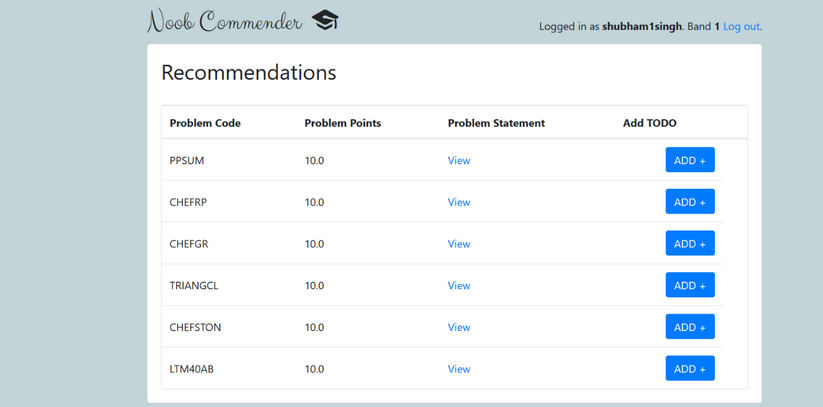 Noob Commender
Logged in as shubham1singh. Band 1 Log out.
Recommendations
Problem Code Problem Points Problem Statement Add TODO
PPSUM 10.0 View ADD +
CHEFRP 10.0 View ADD +
CHEFGR 10.0 View ADD +
TRIANGCL 10.0 View ADD +
CHEFSTON 10.0 View ADD +
LTM40AB 10.0 View ADD +